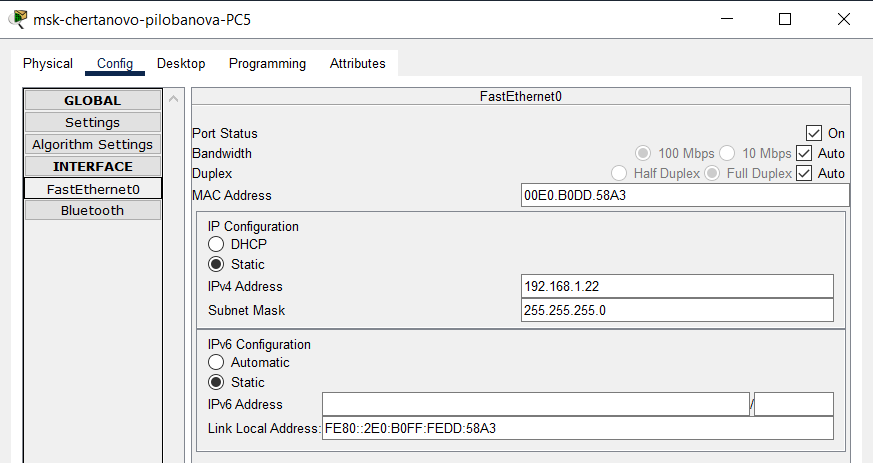 msk-chertanovo-pilobanova-PC5
Physical Config Desktop Programming Attributes
GLOBAL
Settings
Algorithm Settings
INTERFACE
FastEthernet0
Bluetooth
FastEthernet0
Port Status On
Bandwidth 100 Mbps 10 Mbps Auto
Duplex Half Duplex Full Duplex Auto
MAC Address 00E0.B0DD.58A3
IP Configuration
DHCP
Static
IPv4 Address 192.168.1.22
Subnet Mask 255.255.255.0
IPv6 Configuration
Automatic
Static
IPv6 Address /
Link Local Address: FE80::2E0:B0FF:FEDD:58A3